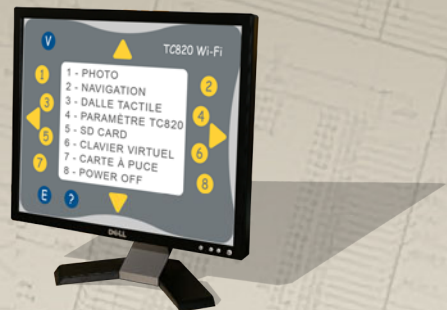 V
TC820 Wi-Fi
1
2
3
4
5
6
7
8
1 - PHOTO
2 - NAVIGATION
3 - DALLE TACTILE
4 - PARAMÈTRE TC820
5 - SD CARD
6 - CLAVIER VIRTUEL
7 - CARTE À PUCE
8 - POWER OFF
E ?
DELL